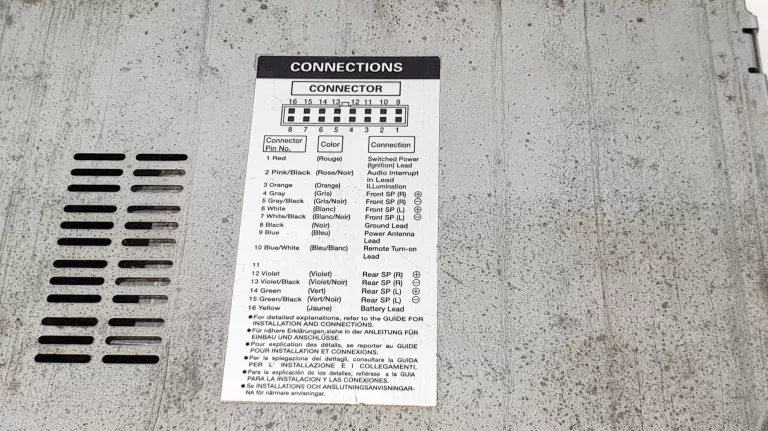 CONNECTIONS
CONNECTOR
16 15 14 13 12 11 10 9
8 7 6 5 4 3 2 1
Connector Pin No. Color Connection
1 Red (Rouge) Switched Power (Ignition) Lead
2 Pink/Black (Rose/Noir) Audio Interrupt in Lead
3 Orange (Orange) ILLumination
4 Gray (Gris) Front SP (R) ⊕
5 Gray/Black (Gris/Noir) Front SP (R) ⊖
6 White (Blanc) Front SP (L) ⊕
7 White/Black (Blanc/Noir) Front SP (L) ⊖
8 Black (Noir) Ground Lead
9 Blue (Bleu) Power Antenna Lead
10 Blue/White (Bleu/Blanc) Remote Turn-on Lead
11
12 Violet (Violet) Rear SP (R) ⊕
13 Violet/Black (Violet/Noir) Rear SP (R) ⊖
14 Green (Vert) Rear SP (L) ⊕
15 Green/Black (Vert/Noir) Rear SP (L) ⊖
16 Yellow (Jaune) Battery Lead
●For detailed explanations, refer to the GUIDE FOR
INSTALLATION AND CONNECTIONS.
●Für nähere Erklärungen,siehe in der ANLEITUNG FÜR
EINBAU UND ANSCHLÜSSE.
●Pour explication des détails, se reporter au GUIDE
POUR INSTALLATION ET CONNEXIONS.
●Per la spiegazione dei dettagli, consultare la GUIDA
PER L' INSTALLAZIONE E I COLLEGAMENTI.
●Para la explicación de los detalles, refiérase a la GUIA
PARA LA INSTALACION Y LAS CONEXIONES.
●Se INSTALLATIONS OCH ANSLUTNINGSANVISNINGAR-
NA för närmare anvisningar.